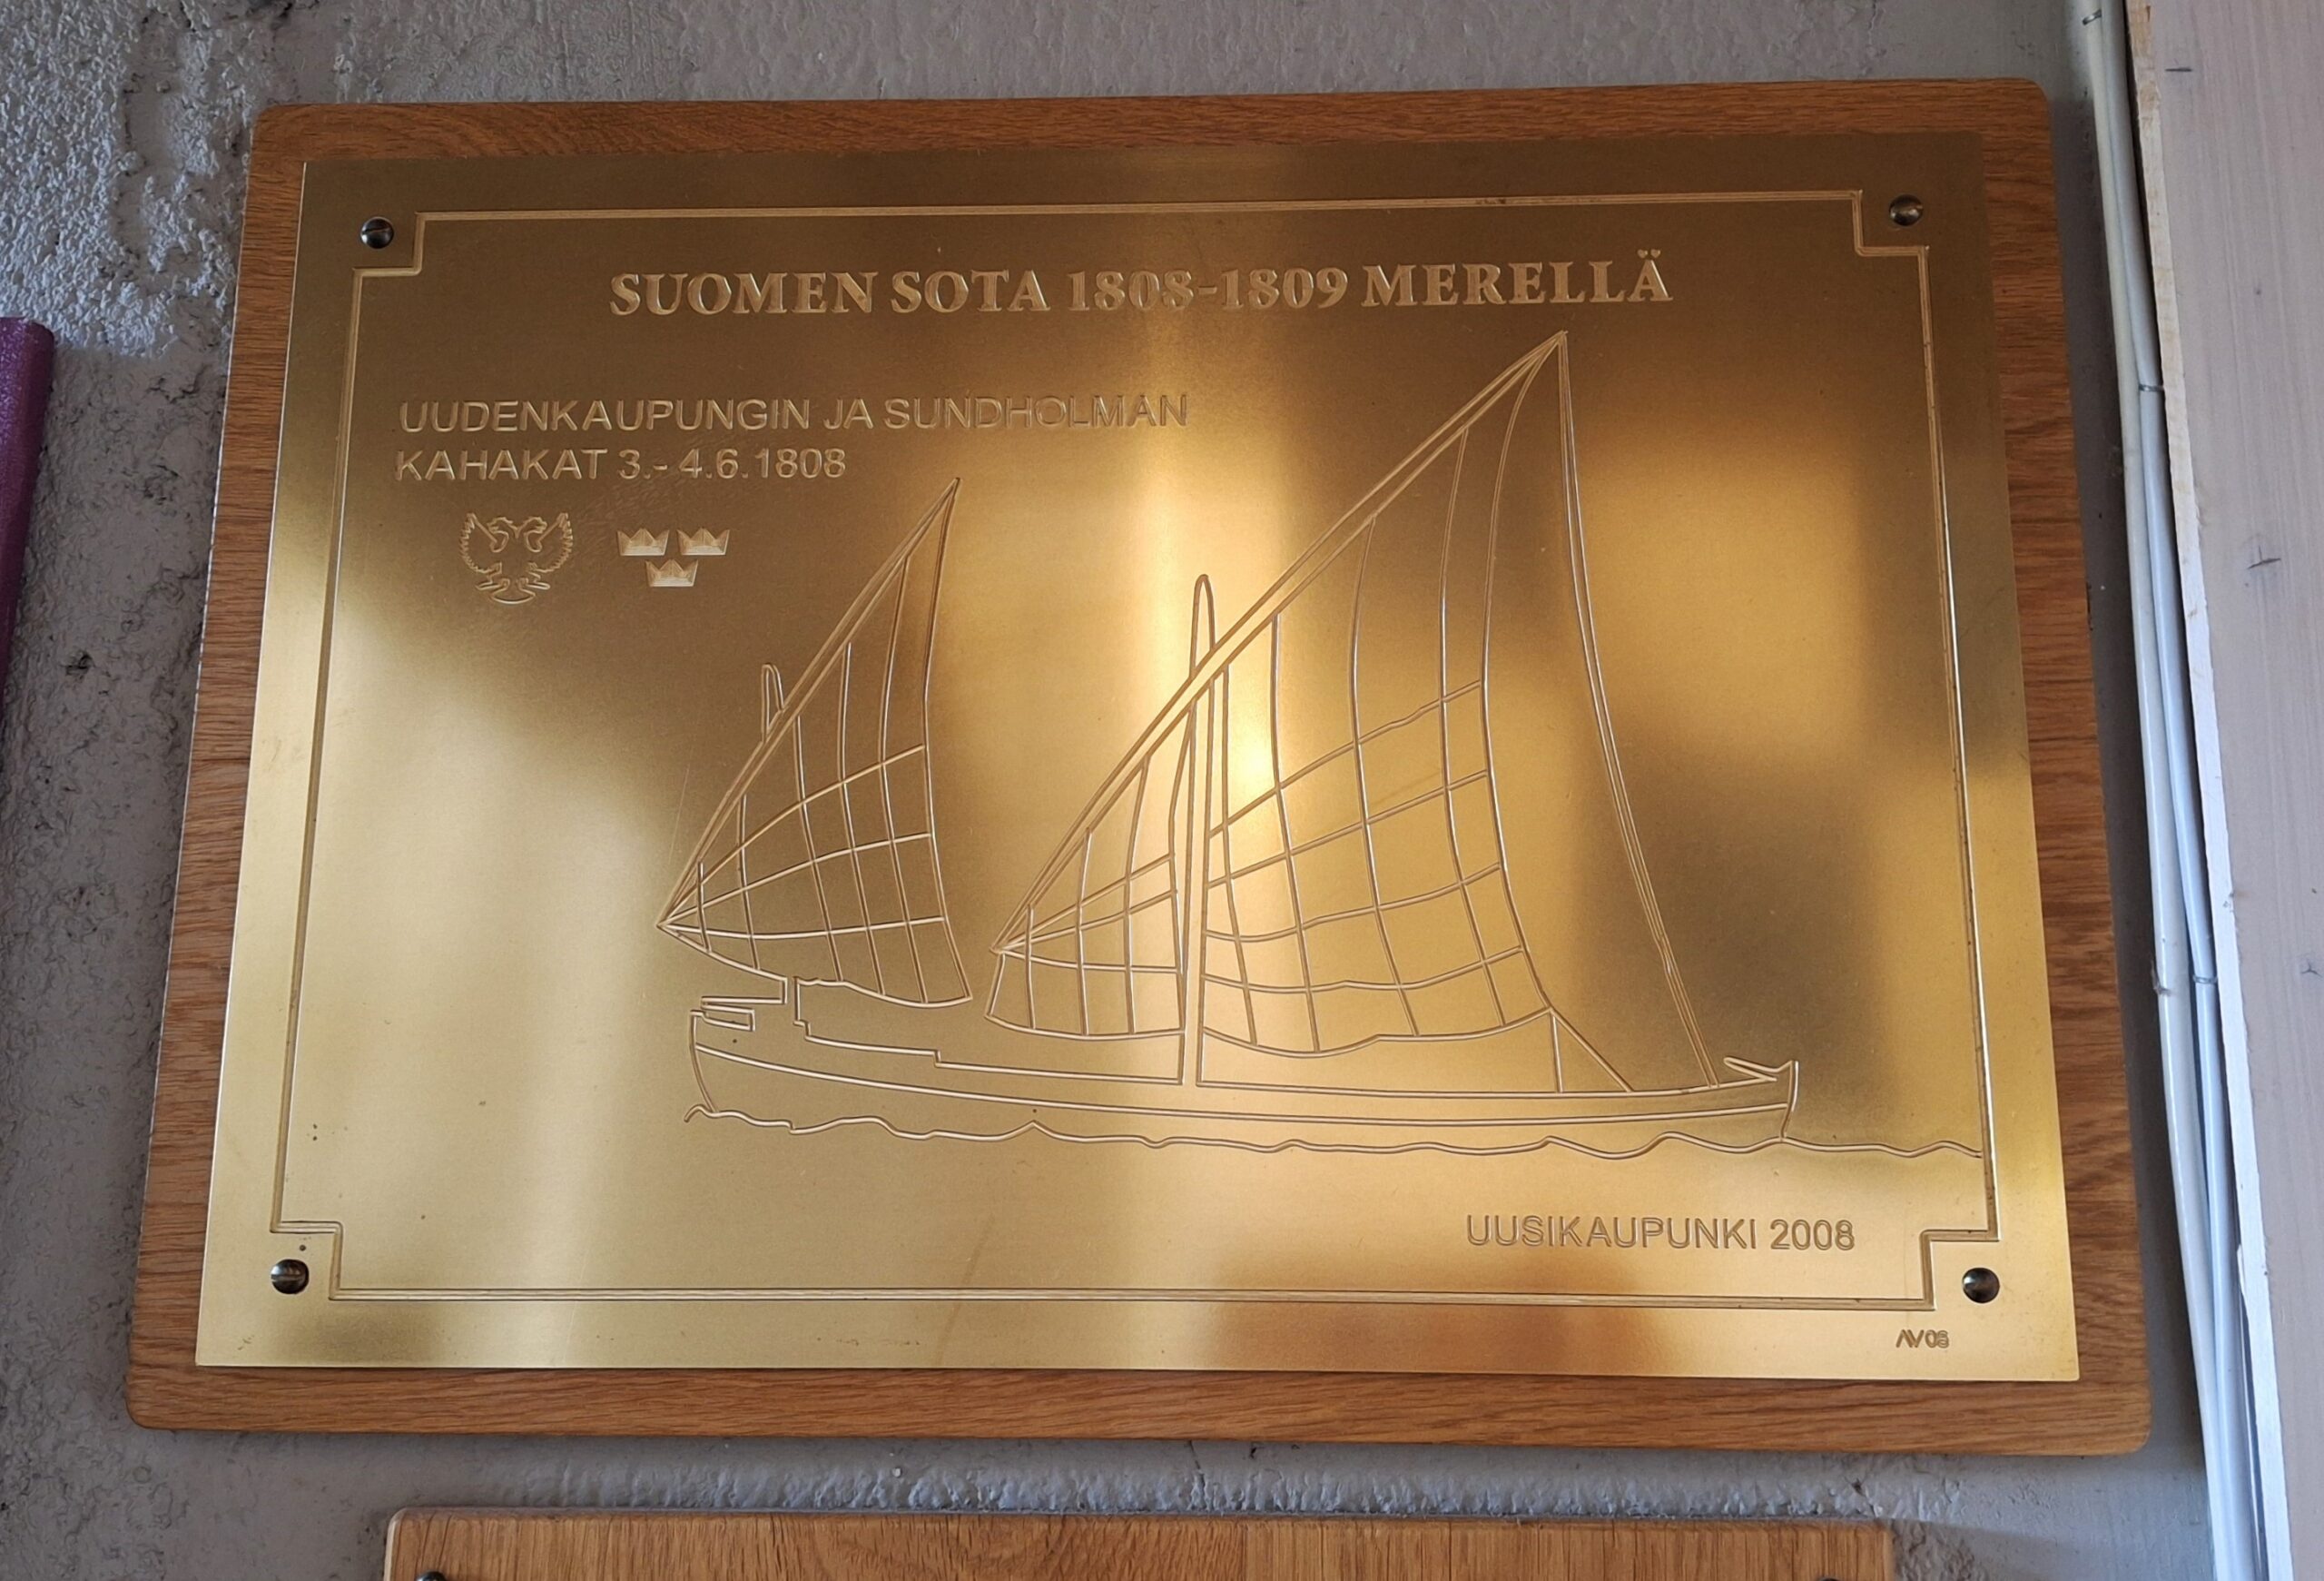 SUOMEN SOTA 1808-1809 MERELLÄ
UUDENKAUPUNGIN JA SUNDHOLMAN
KAHAKAT 3.- 4.6.1808
UUSIKAUPUNKI 2008
AV08